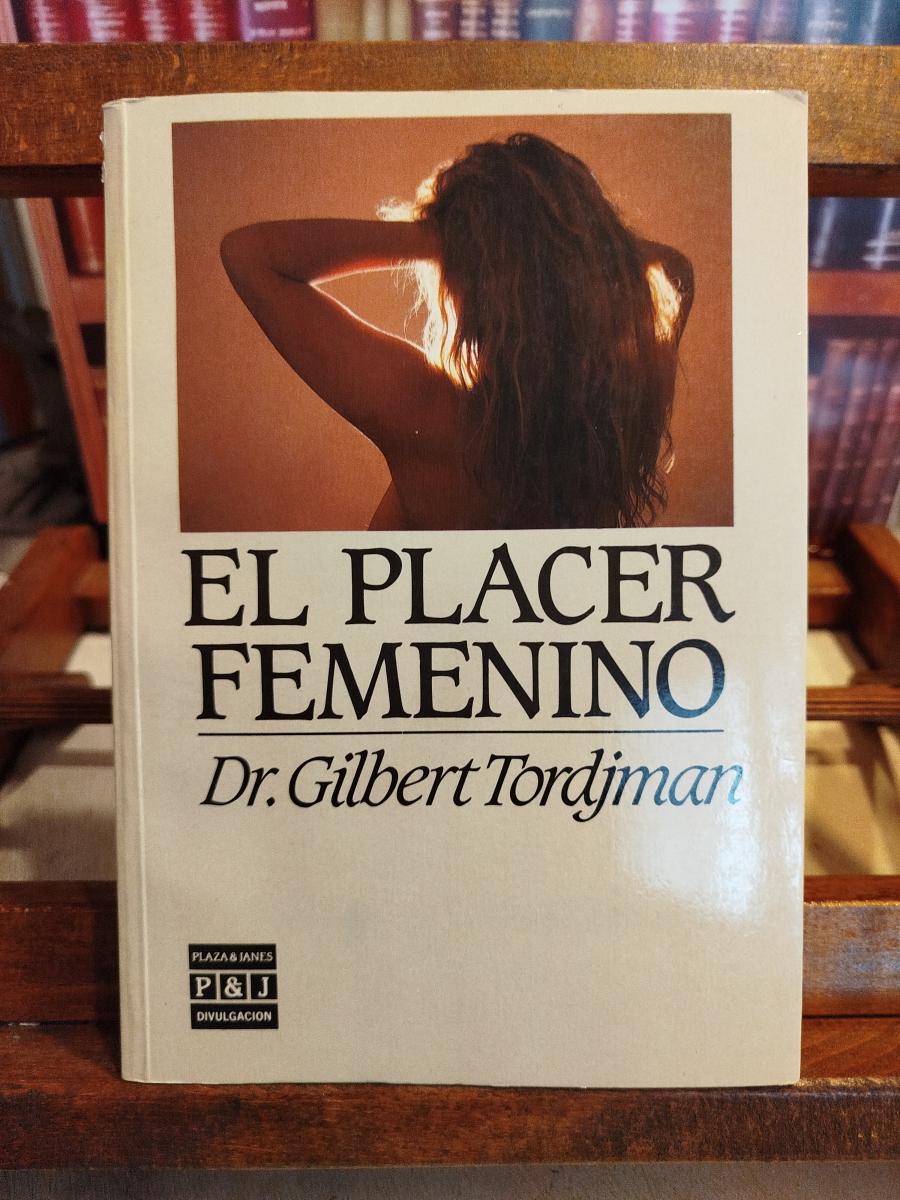 EL PLACER
FEMENINO
Dr. Gilbert Tordjman
PLAZA & JANES
P & J
DIVULGACION